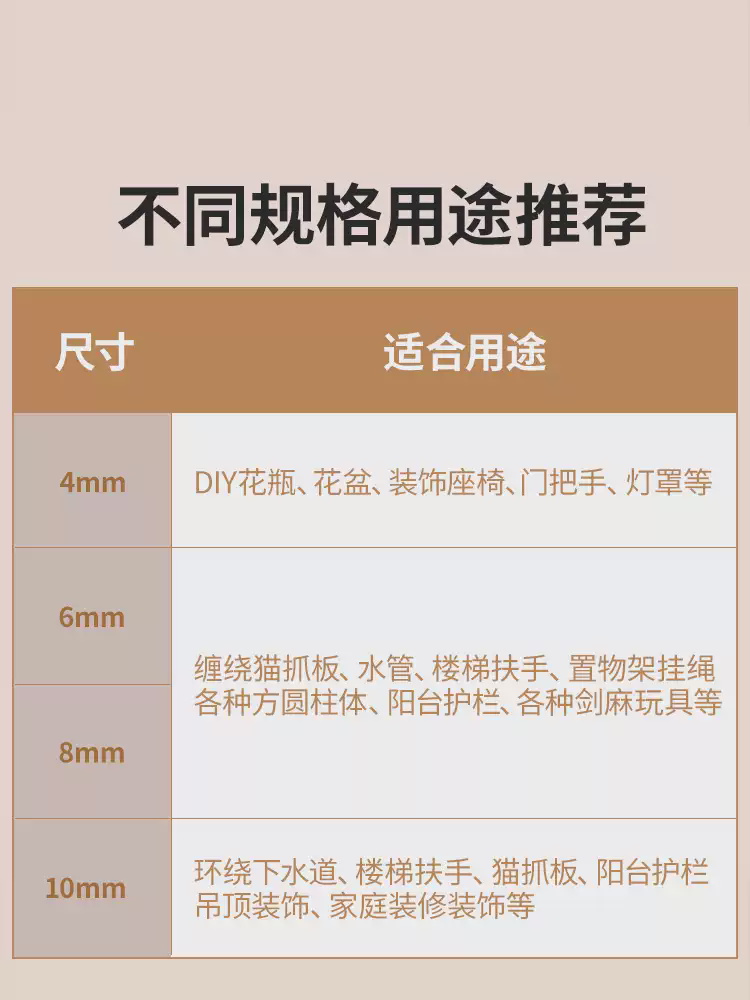 不同规格用途推荐
尺寸
适合用途
4mm
DIY花瓶、花盆、装饰座椅、门把手、灯罩等
6mm
缠绕猫抓板、水管、楼梯扶手、置物架挂绳
各种方圆柱体、阳台护栏、各种剑麻玩具等
8mm
10mm
环绕下水道、楼梯扶手、猫抓板、阳台护栏
吊顶装饰、家庭装修装饰等